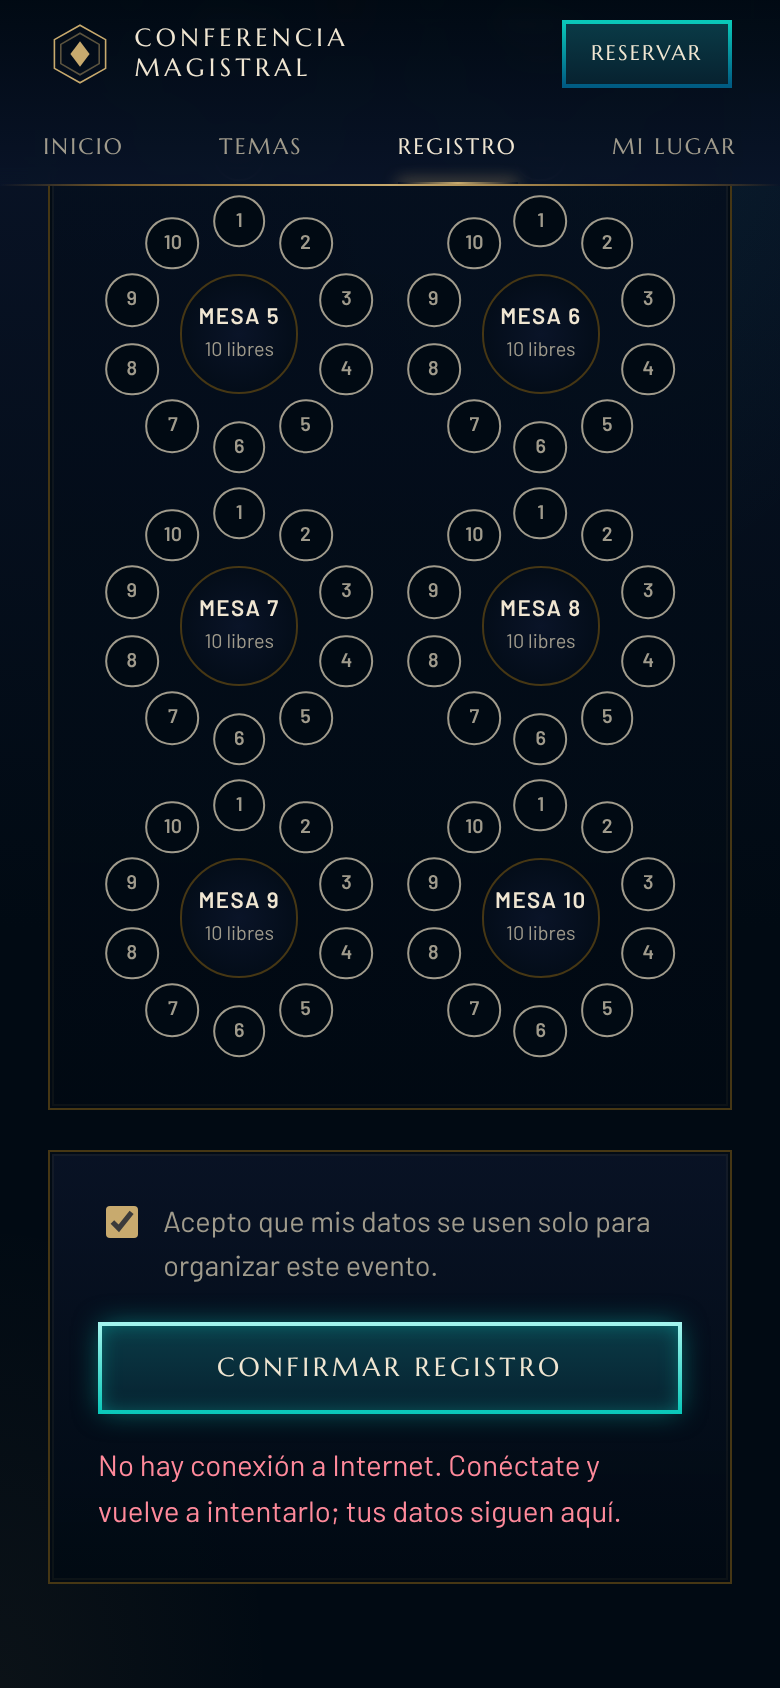 CONFERENCIA
MAGISTRAL
RESERVAR
INICIO TEMAS REGISTRO MI LUGAR
1 1
10 2 10 2
9 3 9 3
MESA 5 MESA 6
10 libres 10 libres
8 4 8 4
7 5 7 5
6 6
1 1
10 2 10 2
9 3 9 3
MESA 7 MESA 8
10 libres 10 libres
8 4 8 4
7 5 7 5
6 6
1 1
10 2 10 2
9 3 9 3
MESA 9 MESA 10
10 libres 10 libres
8 4 8 4
7 5 7 5
6 6
Acepto que mis datos se usen solo para
organizar este evento.
CONFIRMAR REGISTRO
No hay conexión a Internet. Conéctate y
vuelve a intentarlo; tus datos siguen aquí.